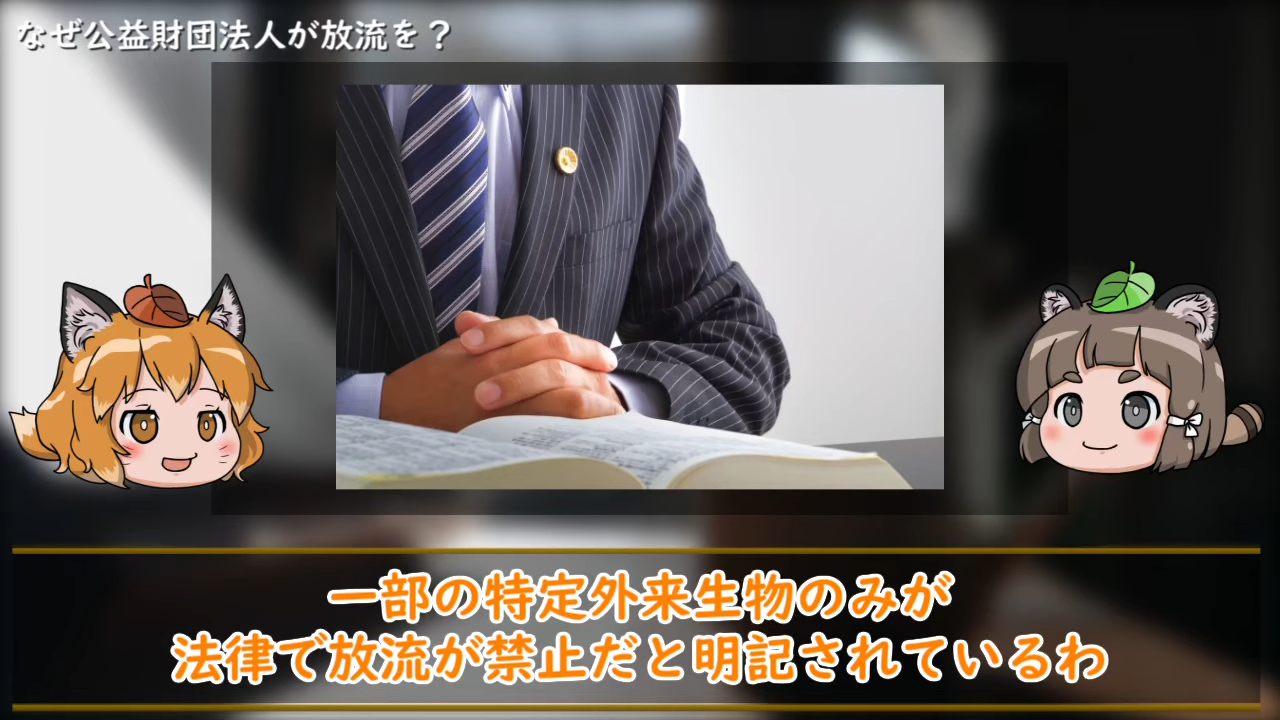 なぜ公益財団法人が放流を？
一部の特定外来生物のみが
法律で放流が禁止だと明記されているわ